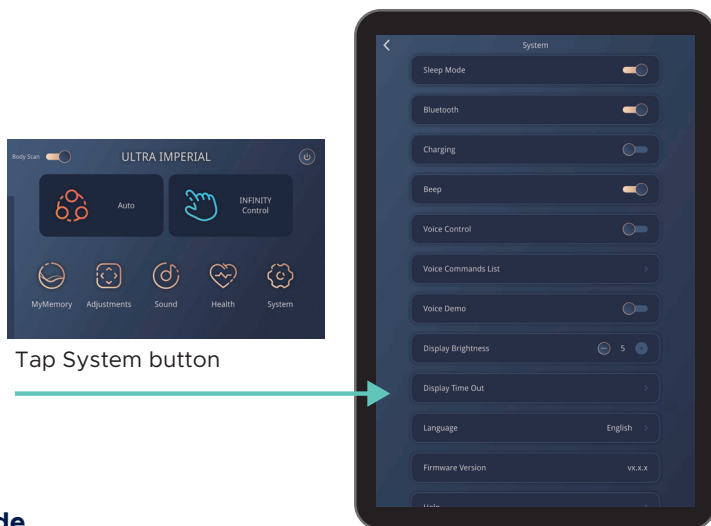 Body Scan
ULTRA IMPERIAL
Auto
INFINITY
Control
MyMemory Adjustments Sound Health System
Tap System button
System
Sleep Mode
Bluetooth
Charging
Beep
Voice Control
Voice Commands List
Voice Demo
Display Brightness 5
Display Time Out
Language English
Firmware Version vx.x.x
Help